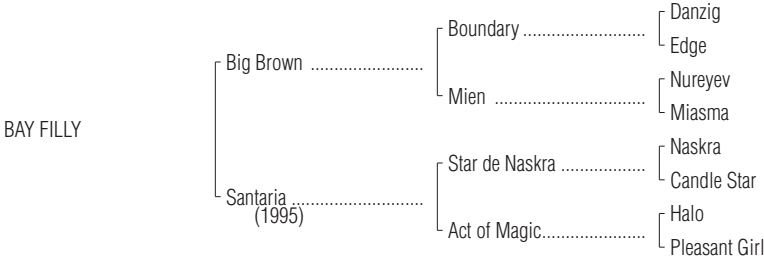 Danzig
Boundary ..............................
Edge
Big Brown ...........................
Nureyev
Mien .....................................
Miasma
BAY FILLY
Naskra
Star de Naskra .....................
Candle Star
Santaria ................................
(1995)
Halo
Act of Magic.........................
Pleasant Girl